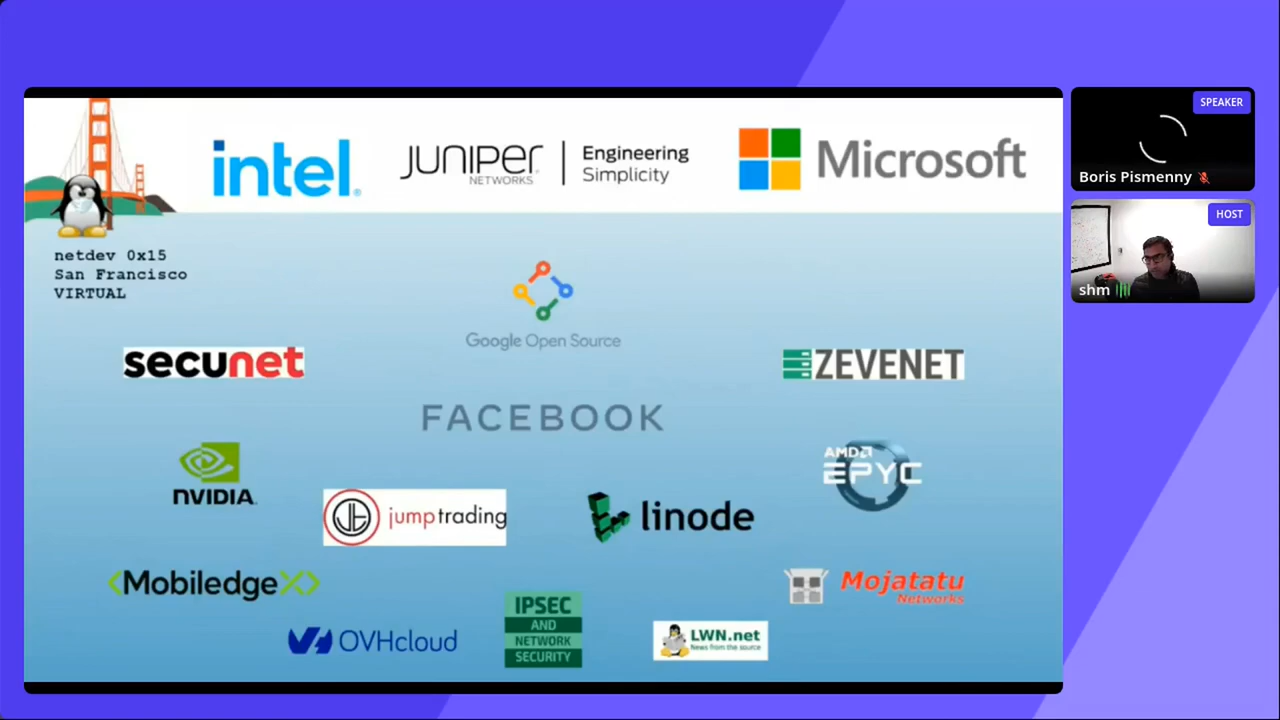 intel
JUNIPER
NETWORKS
Engineering
Simplicity
Microsoft
netdev 0x15
San Francisco
VIRTUAL
Google Open Source
secunet
ZEVENET
FACEBOOK
NVIDIA
AMD
EPYC
jumptrading
linode
MobiledgeX
Mojatatu
Networks
OVHcloud
IPSEC
AND
NETWORK
SECURITY
LWN.net
News from the source
SPEAKER
Boris Pismenny
HOST
shm